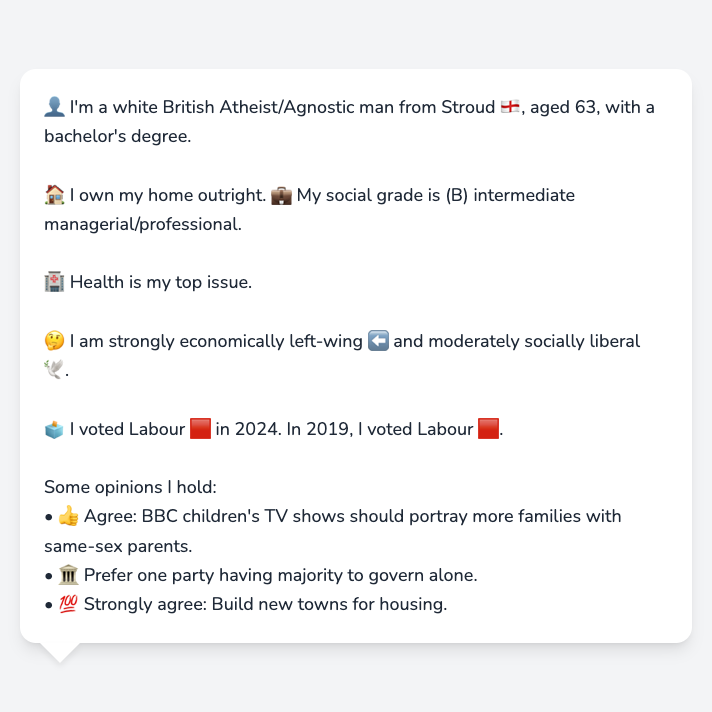 👤 I'm a white British Atheist/Agnostic man from Stroud 🏴󠁧󠁢󠁥󠁮󠁧󠁿, aged 63, with a
bachelor's degree.
🏠 I own my home outright. 💼 My social grade is (B) intermediate
managerial/professional.
🏥 Health is my top issue.
🤔 I am strongly economically left-wing ⬅️ and moderately socially liberal
🕊️.
🗳️ I voted Labour 🟥 in 2024. In 2019, I voted Labour 🟥.
Some opinions I hold:
• 👍 Agree: BBC children's TV shows should portray more families with
same-sex parents.
• 🏛️ Prefer one party having majority to govern alone.
• 💯 Strongly agree: Build new towns for housing.